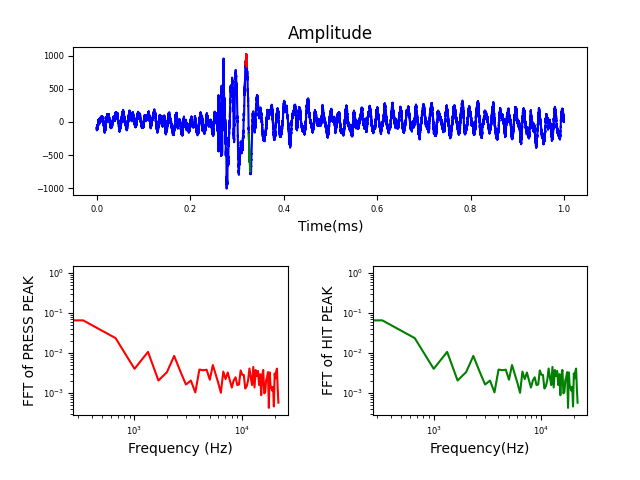 Amplitude
1000
500
0
−500
−1000
0.0 0.2 0.4 0.6 0.8 1.0
Time(ms)
FFT of PRESS PEAK
10⁰
10⁻¹
10⁻²
10⁻³
10³ 10⁴
Frequency (Hz)
FFT of HIT PEAK
10⁰
10⁻¹
10⁻²
10⁻³
10³ 10⁴
Frequency(Hz)